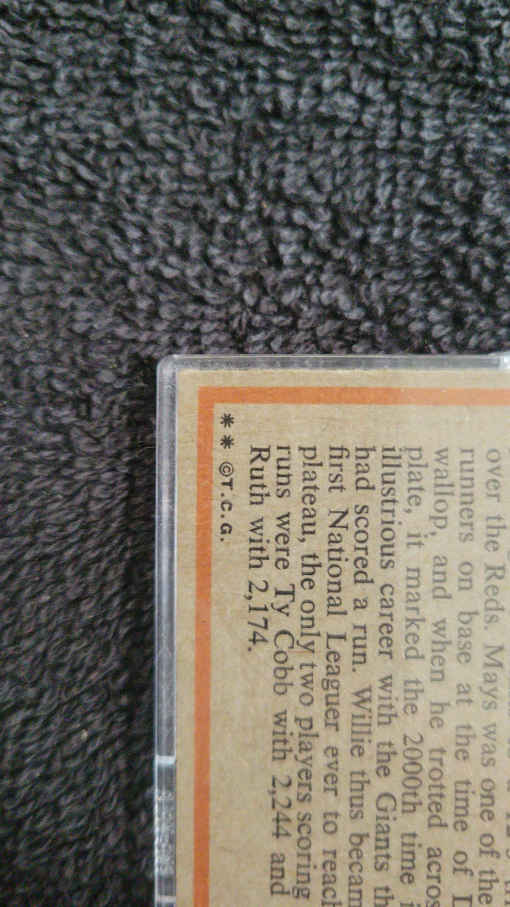 over the Reds. Mays was one of the
runners on base at the time of
wallop, and when he trotted
plate, it marked the 2000th time
illustrious career with the Giants
had scored a run. Willie thus
first National Leaguer ever to
plateau, the only two players scoring
runs were Ty Cobb with 2,244 and
Ruth with 2,174.
** ©T.C.G.